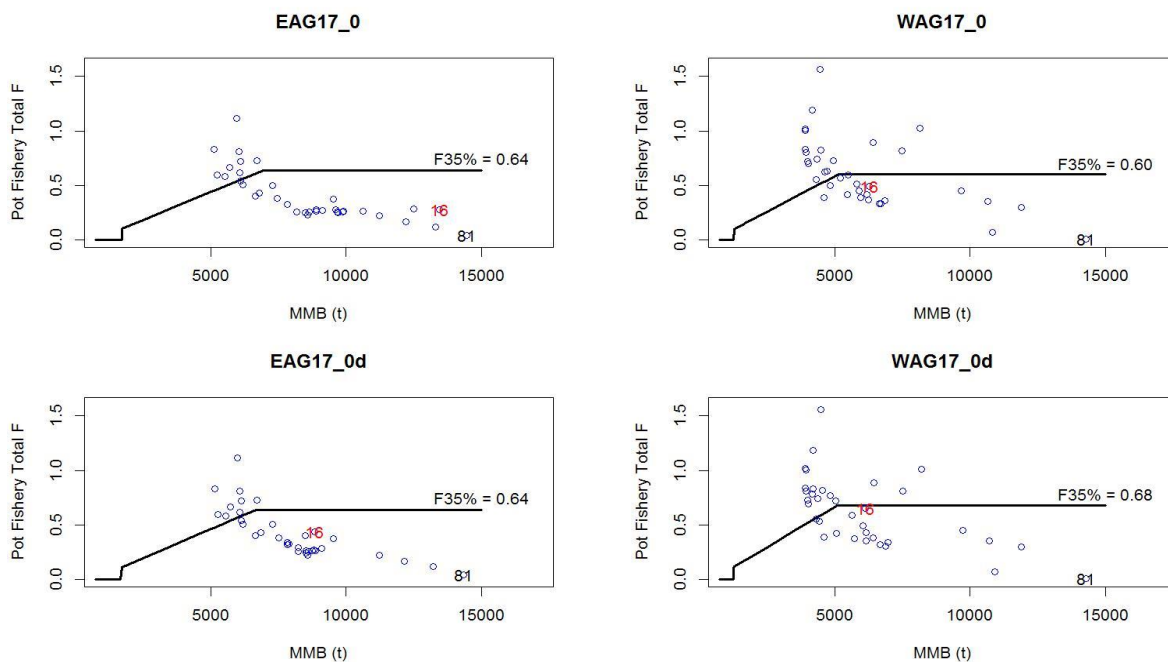 EAG17_0
Pot Fishery Total F
1.5
1.0
0.5
0.0
F35% = 0.64
16
81
5000
10000
15000
MMB (t)
WAG17_0
Pot Fishery Total F
1.5
1.0
0.5
0.0
F35% = 0.60
16
81
5000
10000
15000
MMB (t)
EAG17_0d
Pot Fishery Total F
1.5
1.0
0.5
0.0
F35% = 0.64
16
81
5000
10000
15000
MMB (t)
WAG17_0d
Pot Fishery Total F
1.5
1.0
0.5
0.0
F35% = 0.68
16
81
5000
10000
15000
MMB (t)